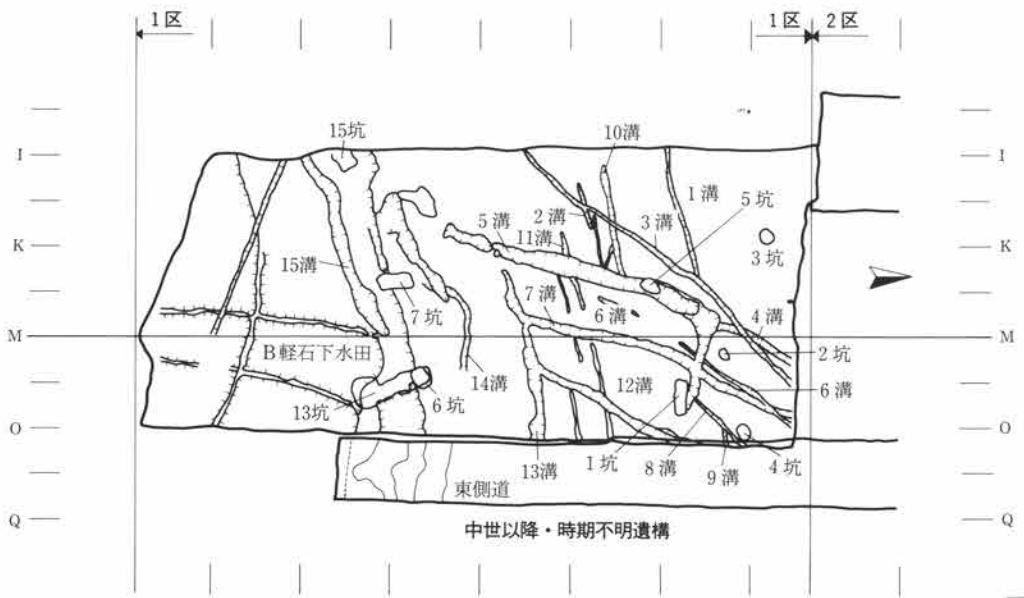 1区
1区
2区
15坑
10溝
I
I
1溝
5坑
2溝
3溝
5溝
11溝
K
K
3坑
15溝
7溝
6溝
7坑
4溝
M
M
B軽石下水田
2坑
14溝
12溝
6溝
13坑
6坑
O
O
13溝
1坑
8溝
9溝
4坑
東側道
Q
Q
中世以降・時期不明遺構